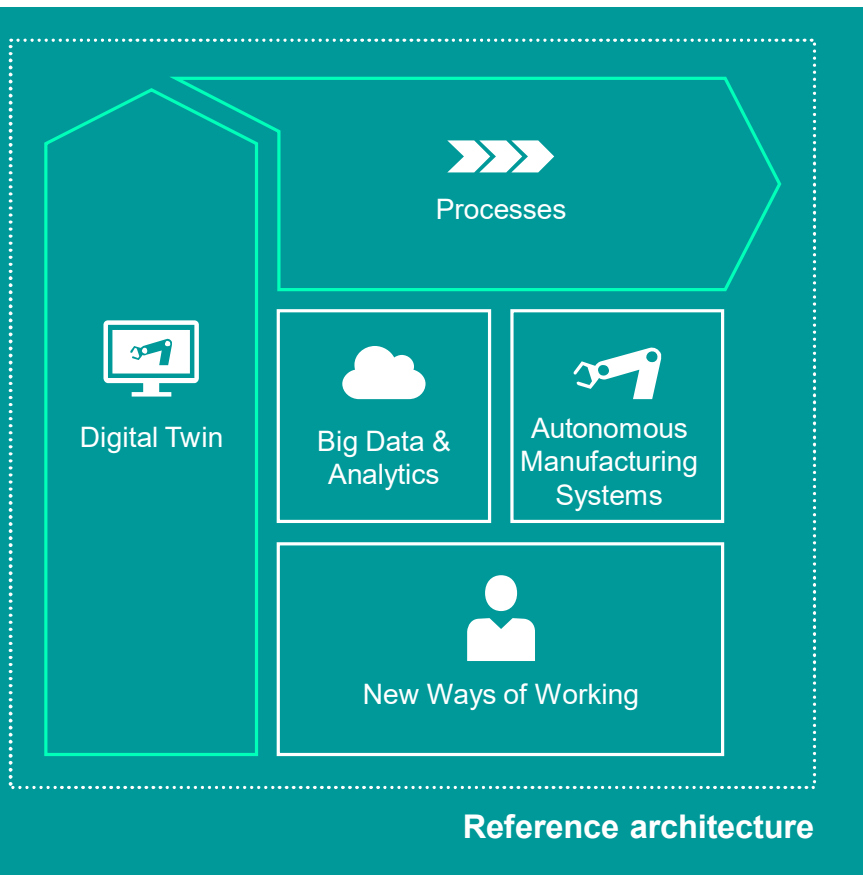 Processes
Digital Twin
Big Data &
Analytics
Autonomous
Manufacturing
Systems
New Ways of Working
Reference architecture